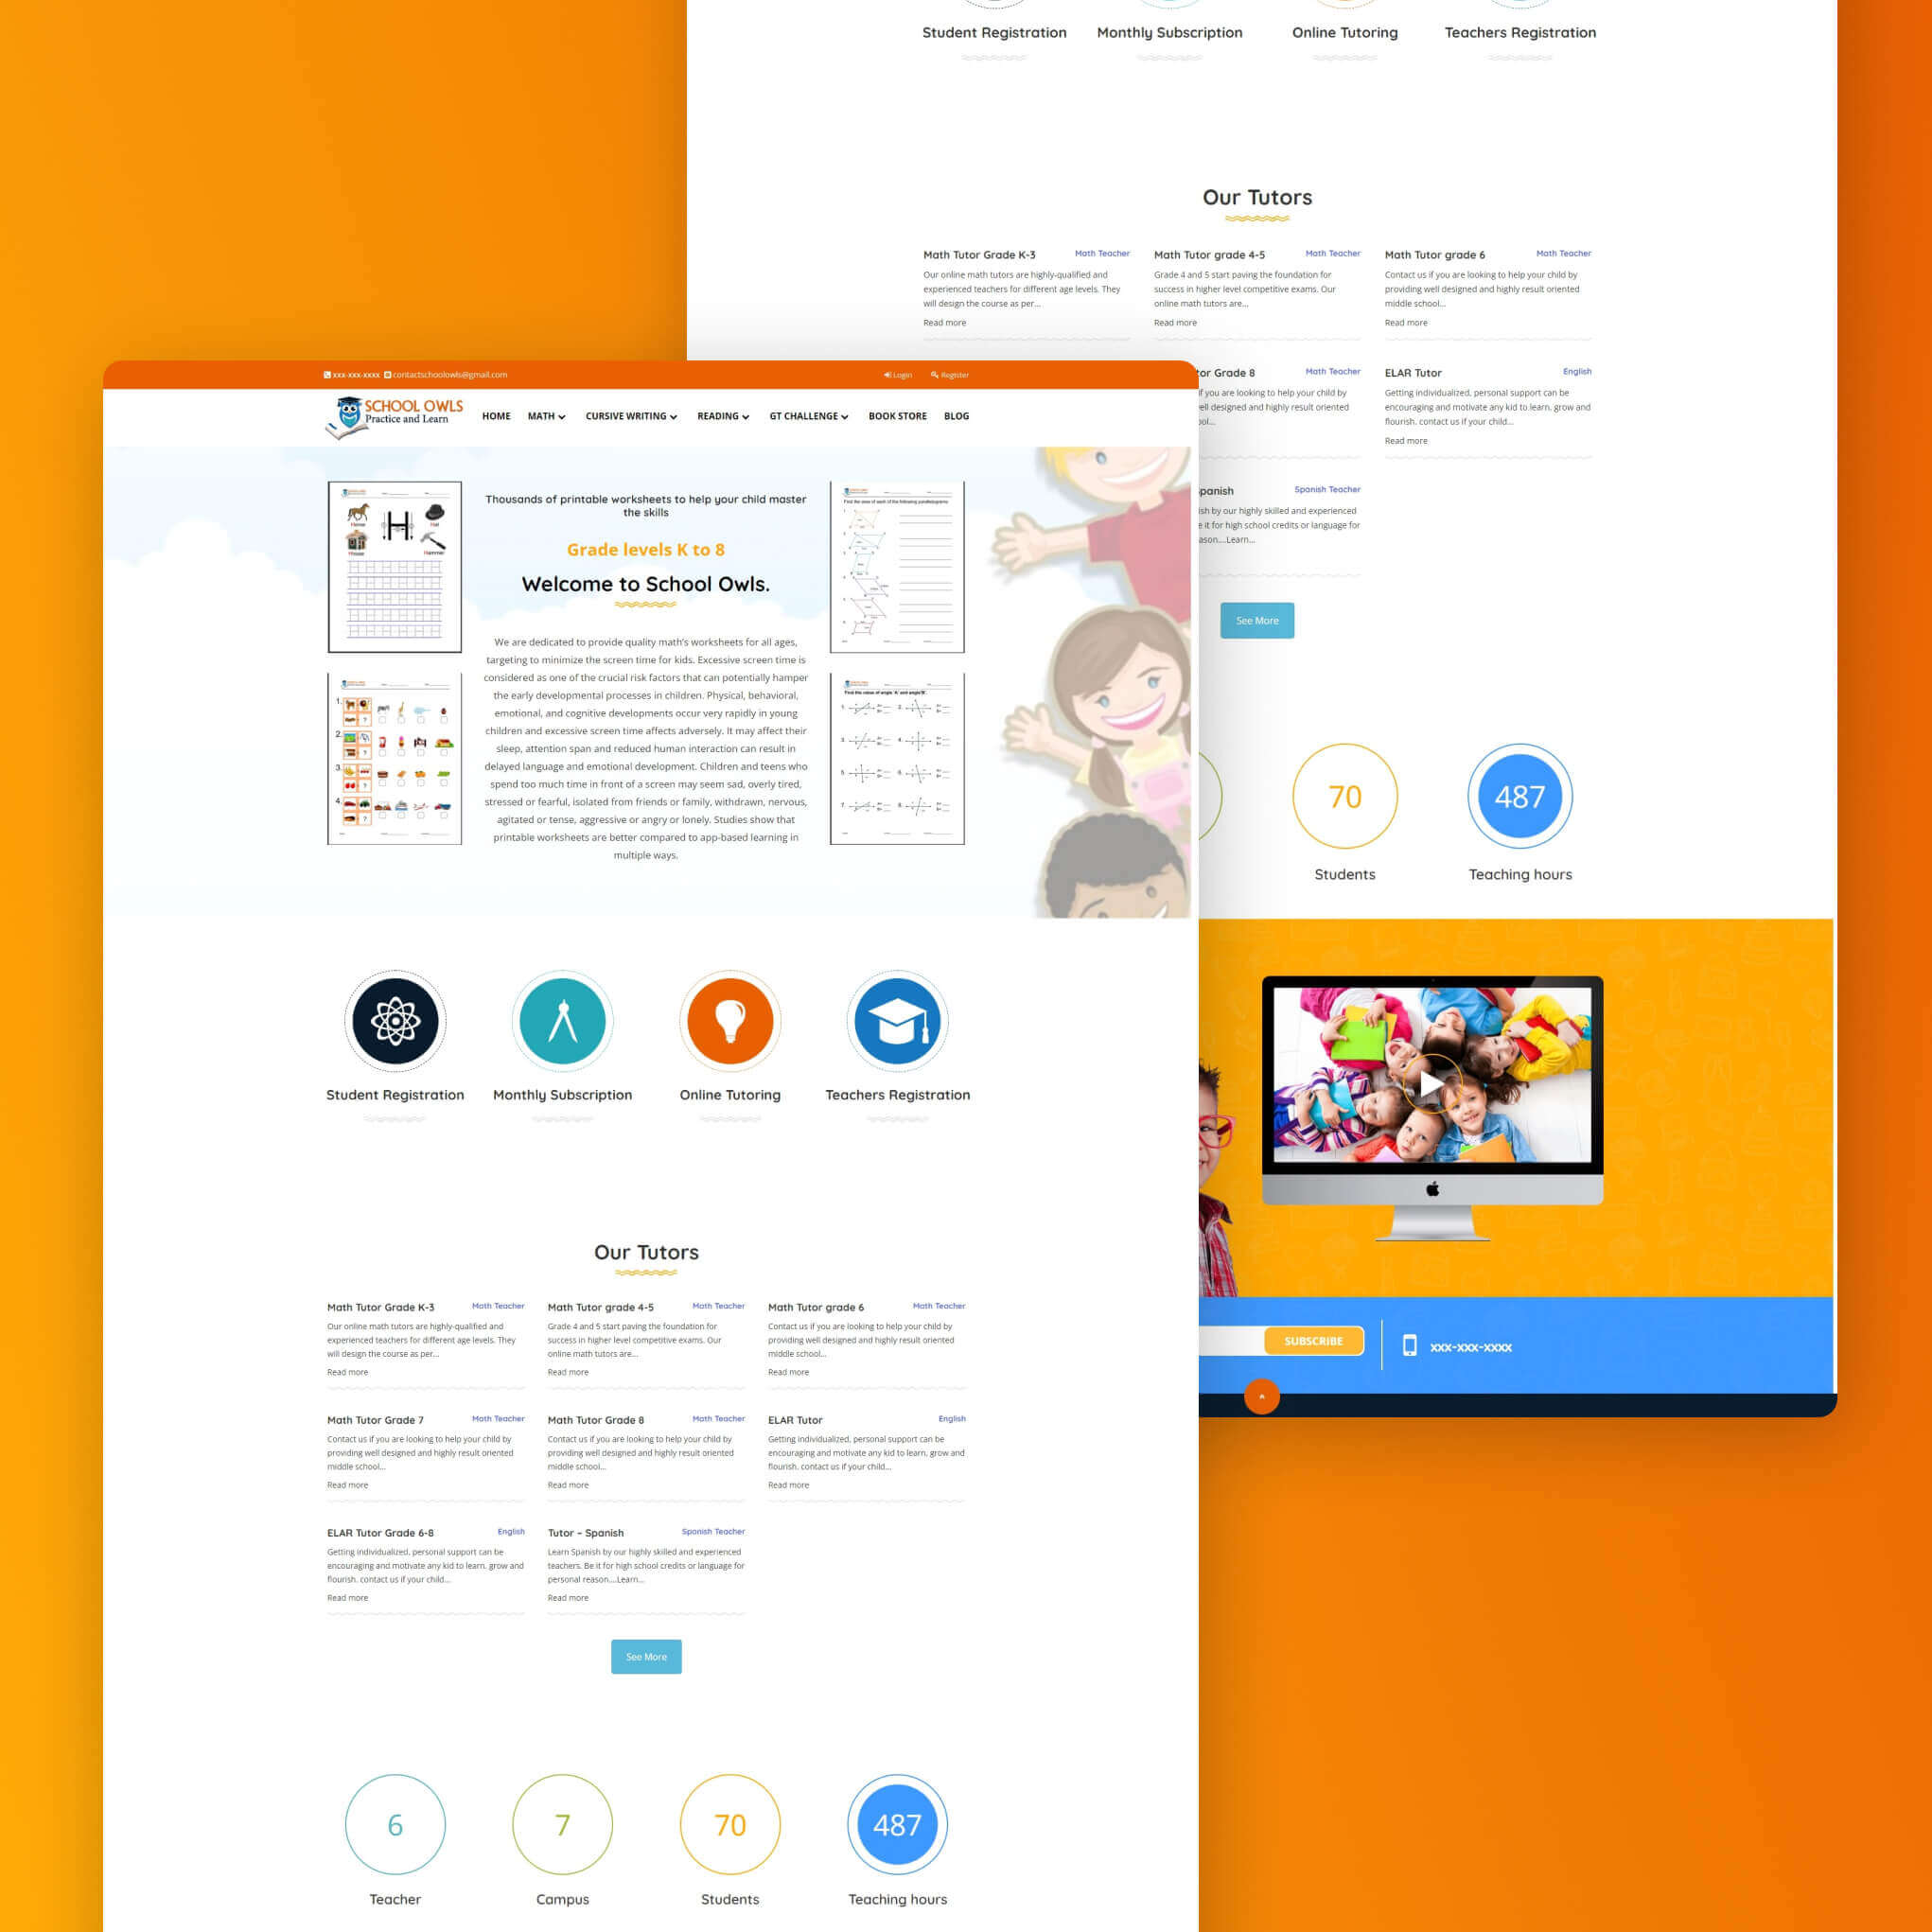 Student Registration Monthly Subscription Online Tutoring Teachers Registration
Our Tutors
Math Tutor Grade K-3 Math Teacher
Our online math tutors are highly-qualified and
experienced teachers for different age levels. They
will design the course as per...
Read more
Math Tutor grade 4-5 Math Teacher
Grade 4 and 5 start paving the foundation for
success in higher level competitive exams. Our
online math tutors are...
Read more
Math Tutor grade 6 Math Teacher
Contact us if you are looking to help your child by
providing well designed and highly result oriented
middle school...
Read more
tor Grade 8 Math Teacher
if you are looking to help your child by
ell designed and highly result oriented
ool...
ELAR Tutor English
Getting individualized, personal support can be
encouraging and motivate any kid to learn, grow and
flourish. contact us if your child...
Read more
panish Spanish Teacher
ish by our highly skilled and experienced
e it for high school credits or language for
ason....Learn...
See More
70 487
Students Teaching hours
SUBSCRIBE xxx-xxx-xxxx
xxx-xxx-xxxx contactschoolowls@gmail.com Login Register
SCHOOL OWLS
Practice and Learn
HOME MATH CURSIVE WRITING READING GT CHALLENGE BOOK STORE BLOG
Thousands of printable worksheets to help your child master
the skills
Grade levels K to 8
Welcome to School Owls.
We are dedicated to provide quality math's worksheets for all ages,
targeting to minimize the screen time for kids. Excessive screen time is
considered as one of the crucial risk factors that can potentially hamper
the early developmental processes in children. Physical, behavioral,
emotional, and cognitive developments occur very rapidly in young
children and excessive screen time affects adversely. It may affect their
sleep, attention span and reduced human interaction can result in
delayed language and emotional development. Children and teens who
spend too much time in front of a screen may seem sad, overly tired,
stressed or fearful, isolated from friends or family, withdrawn, nervous,
agitated or tense, aggressive or angry or lonely. Studies show that
printable worksheets are better compared to app-based learning in
multiple ways.
Horse Hat
H
House Hammer
1.
2.
3.
4.
Find the area of each of the following parallelograms:
Find the value of angle 'A' and angle'B'.
Student Registration Monthly Subscription Online Tutoring Teachers Registration
Our Tutors
Math Tutor Grade K-3 Math Teacher
Our online math tutors are highly-qualified and
experienced teachers for different age levels. They
will design the course as per...
Read more
Math Tutor grade 4-5 Math Teacher
Grade 4 and 5 start paving the foundation for
success in higher level competitive exams. Our
online math tutors are...
Read more
Math Tutor grade 6 Math Teacher
Contact us if you are looking to help your child by
providing well designed and highly result oriented
middle school...
Read more
Math Tutor Grade 7 Math Teacher
Contact us if you are looking to help your child by
providing well designed and highly result oriented
middle school...
Read more
Math Tutor Grade 8 Math Teacher
Contact us if you are looking to help your child by
providing well designed and highly result oriented
middle school...
Read more
ELAR Tutor English
Getting individualized, personal support can be
encouraging and motivate any kid to learn, grow and
flourish. contact us if your child...
Read more
ELAR Tutor Grade 6-8 English
Getting individualized, personal support can be
encouraging and motivate any kid to learn, grow and
flourish. contact us if your child...
Read more
Tutor – Spanish Spanish Teacher
Learn Spanish by our highly skilled and experienced
teachers. Be it for high school credits or language for
personal reason....Learn...
Read more
See More
6 7 70 487
Teacher Campus Students Teaching hours